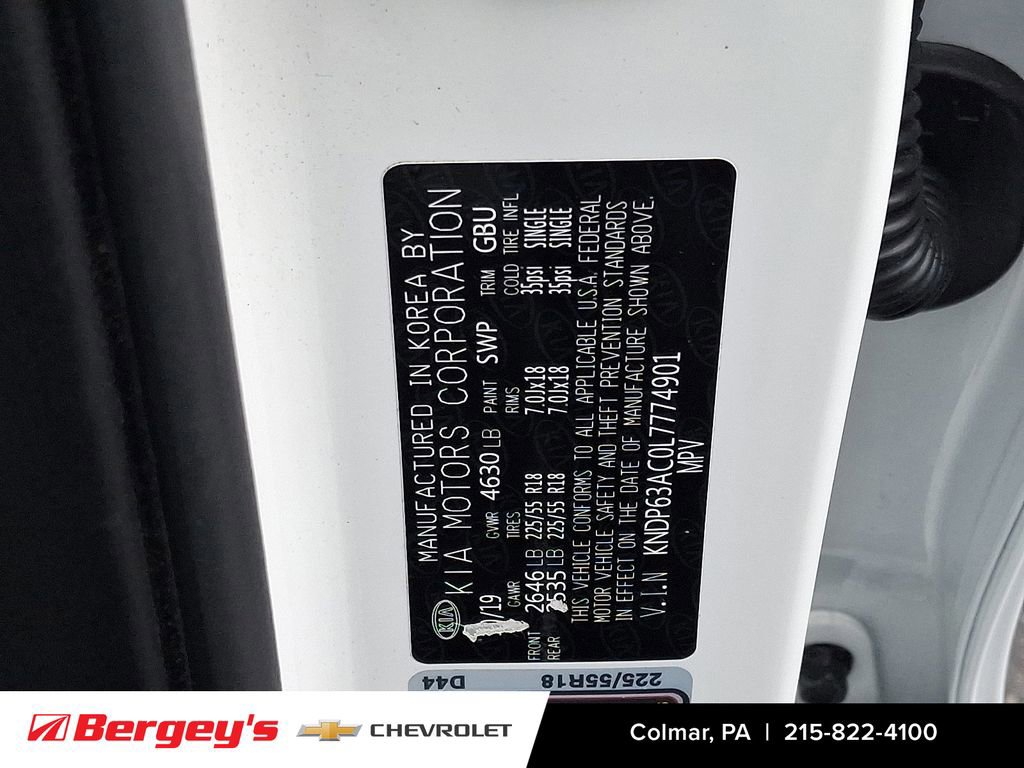 MANUFACTURED IN KOREA BY
KIA KIA MOTORS CORPORATION
/19 GVWR 4630 LB PAINT SWP TRIM GBU
GAWR TIRES RIMS COLD TIRE INFL
FRONT 2646 LB 225/55 R18 7.0Jx18 35psi SINGLE
REAR 2535 LB 225/55 R18 7.0Jx18 35psi SINGLE
THIS VEHICLE CONFORMS TO ALL APPLICABLE U.S.A. FEDERAL
MOTOR VEHICLE SAFETY AND THEFT PREVENTION STANDARDS
IN EFFECT ON THE DATE OF MANUFACTURE SHOWN ABOVE.
V.I.N KNDP63AC0L7774901
MPV
225/55R18 D44
Bergey's CHEVROLET
Colmar, PA | 215-822-4100